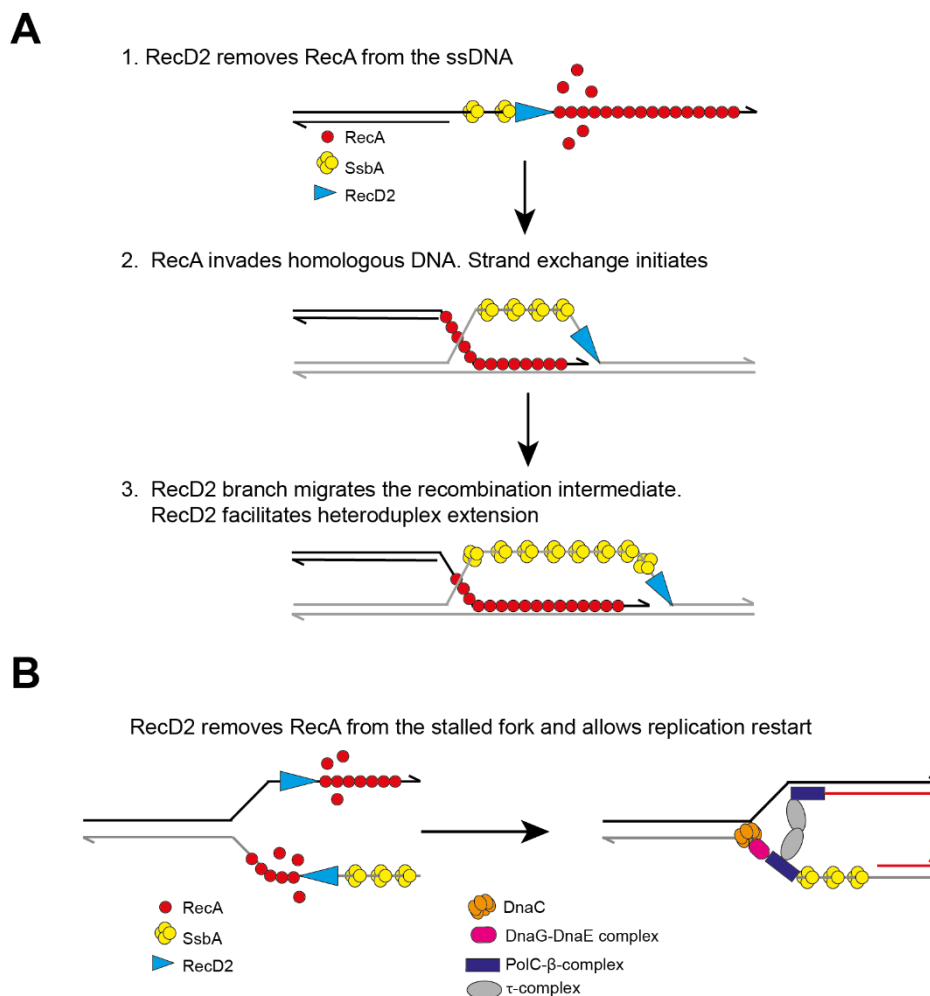 A
1. RecD2 removes RecA from the ssDNA
RecA
SsbA
RecD2
2. RecA invades homologous DNA. Strand exchange initiates
3. RecD2 branch migrates the recombination intermediate.
RecD2 facilitates heteroduplex extension
B
RecD2 removes RecA from the stalled fork and allows replication restart
RecA
SsbA
RecD2
DnaC
DnaG-DnaE complex
PolC-β-complex
τ-complex